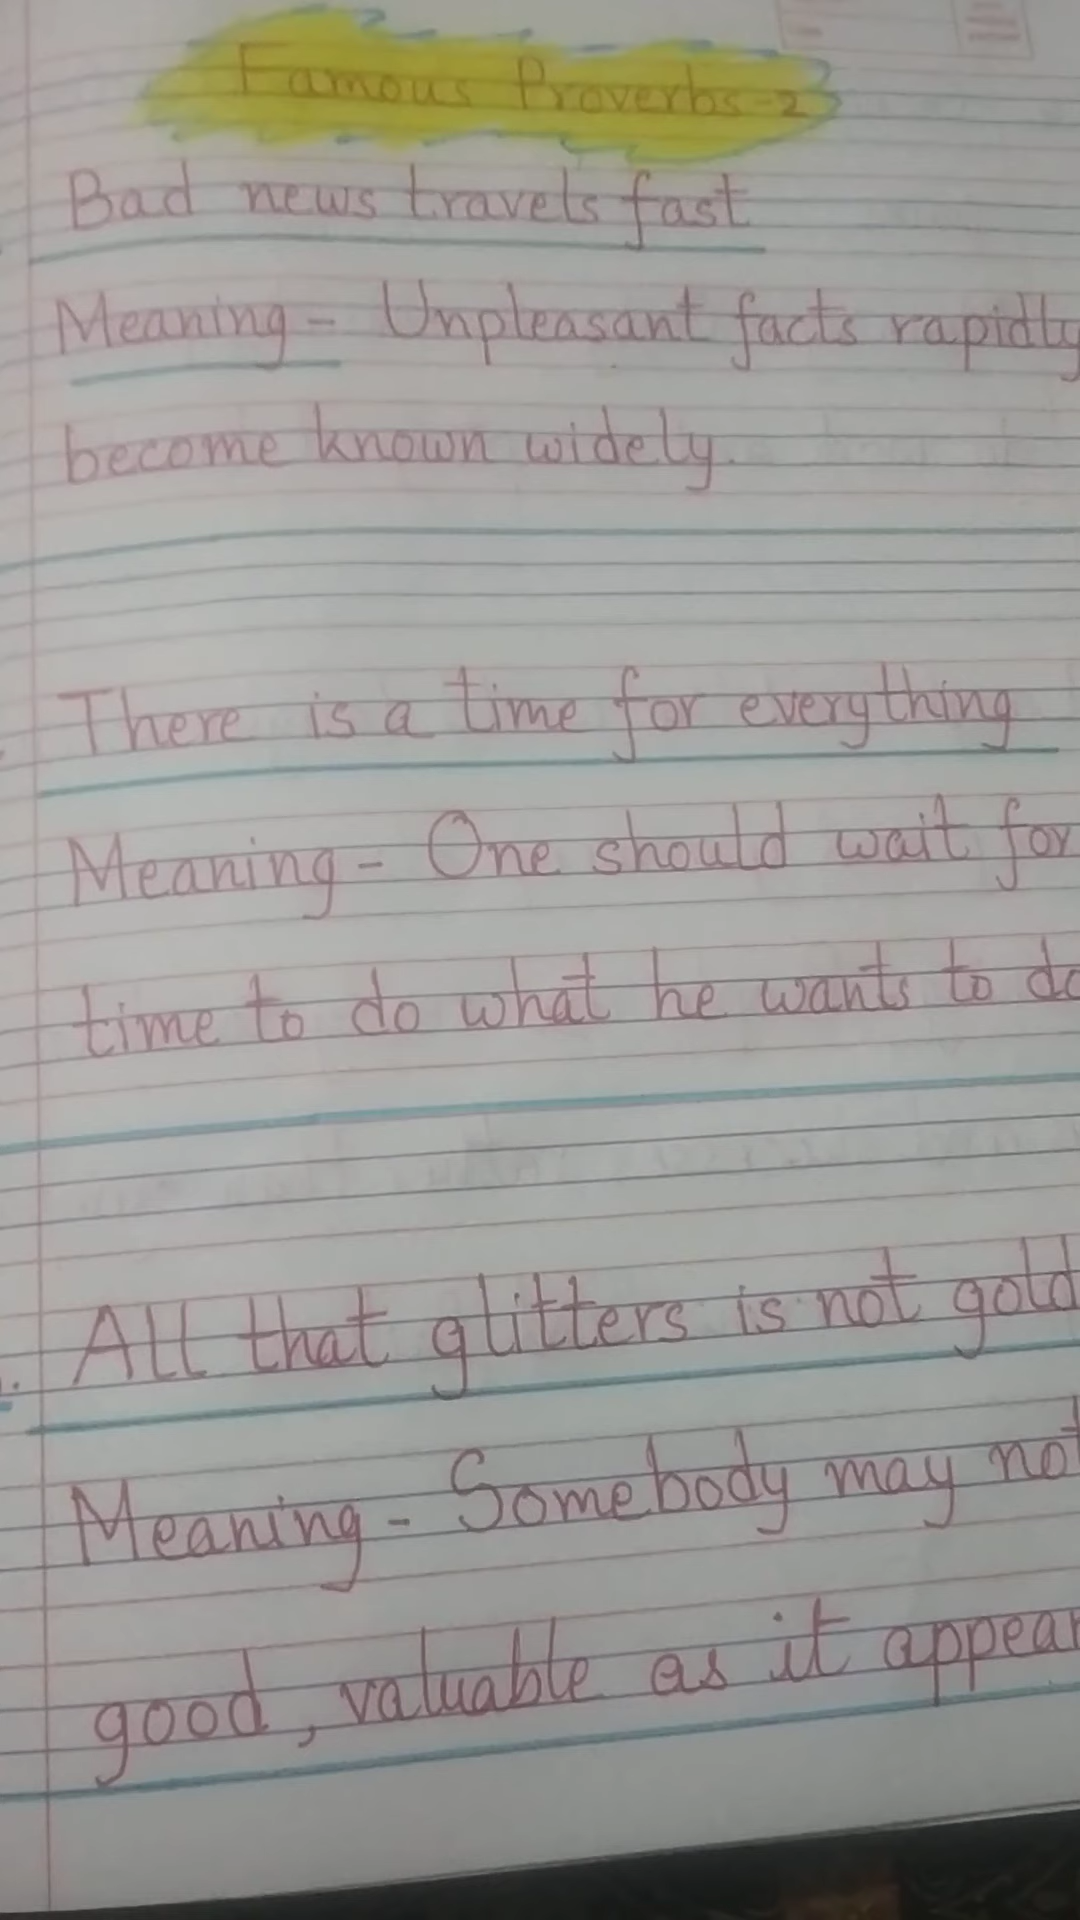 Famous Proverbs-2
Bad news travels fast
Meaning - Unpleasant facts rapidly
become known widely.
There is a time for everything
Meaning - One should wait for
time to do what he wants to do
All that glitters is not gold
Meaning - Somebody may not
good, valuable as it appear